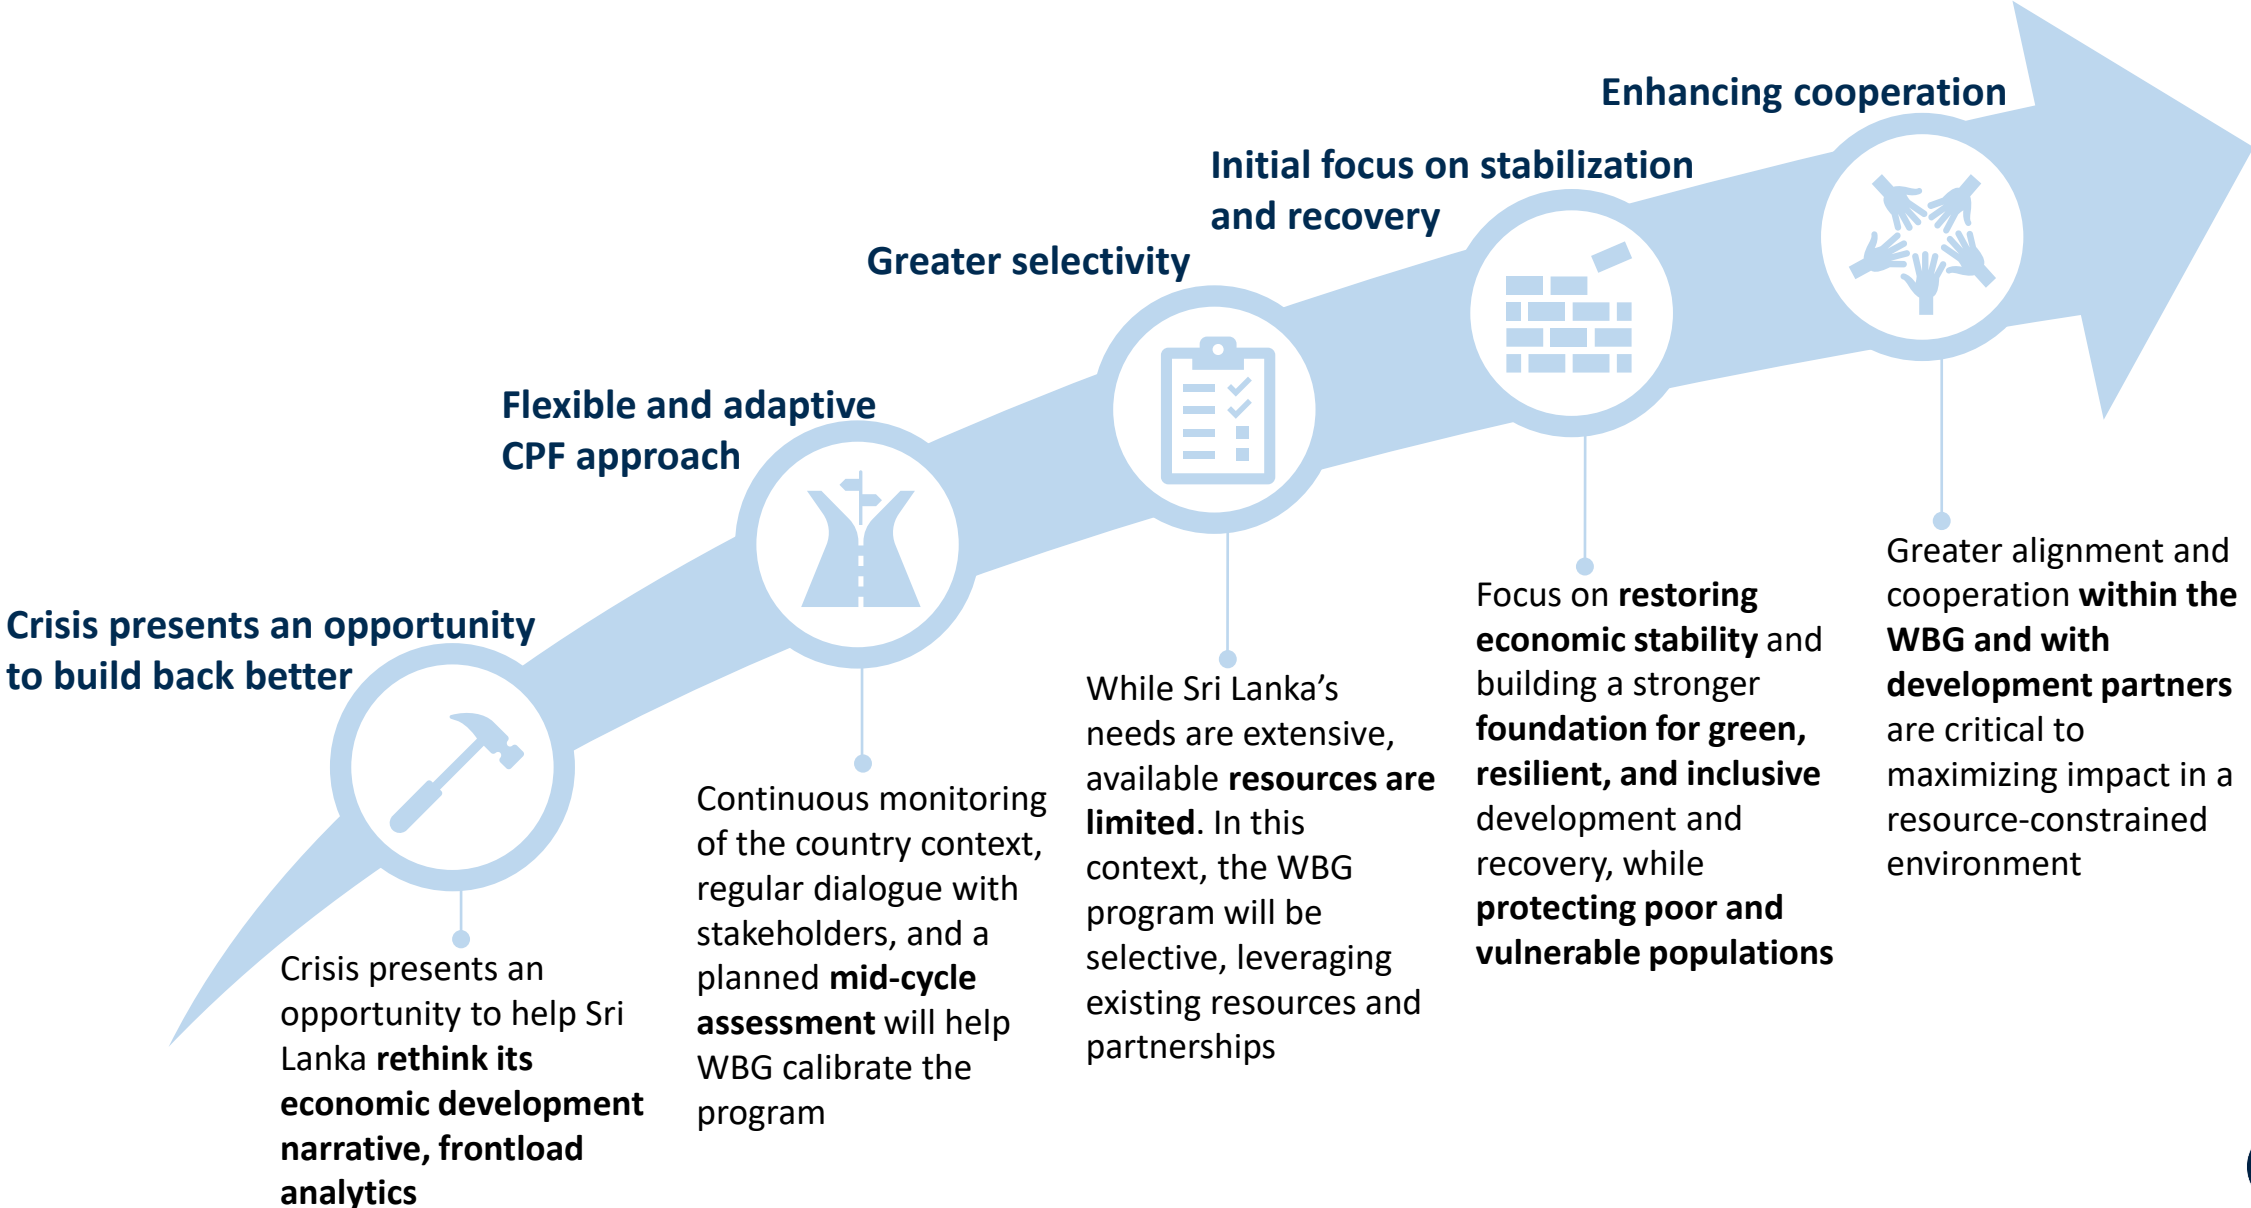 Crisis presents an opportunity
to build back better
Crisis presents an
opportunity to help Sri
Lanka rethink its
economic development
narrative, frontload
analytics
Flexible and adaptive
CPF approach
Continuous monitoring
of the country context,
regular dialogue with
stakeholders, and a
planned mid-cycle
assessment will help
WBG calibrate the
program
Greater selectivity
While Sri Lanka’s
needs are extensive,
available resources are
limited. In this
context, the WBG
program will be
selective, leveraging
existing resources and
partnerships
Initial focus on stabilization
and recovery
Focus on restoring
economic stability and
building a stronger
foundation for green,
resilient, and inclusive
development and
recovery, while
protecting poor and
vulnerable populations
Enhancing cooperation
Greater alignment and
cooperation within the
WBG and with
development partners
are critical to
maximizing impact in a
resource-constrained
environment